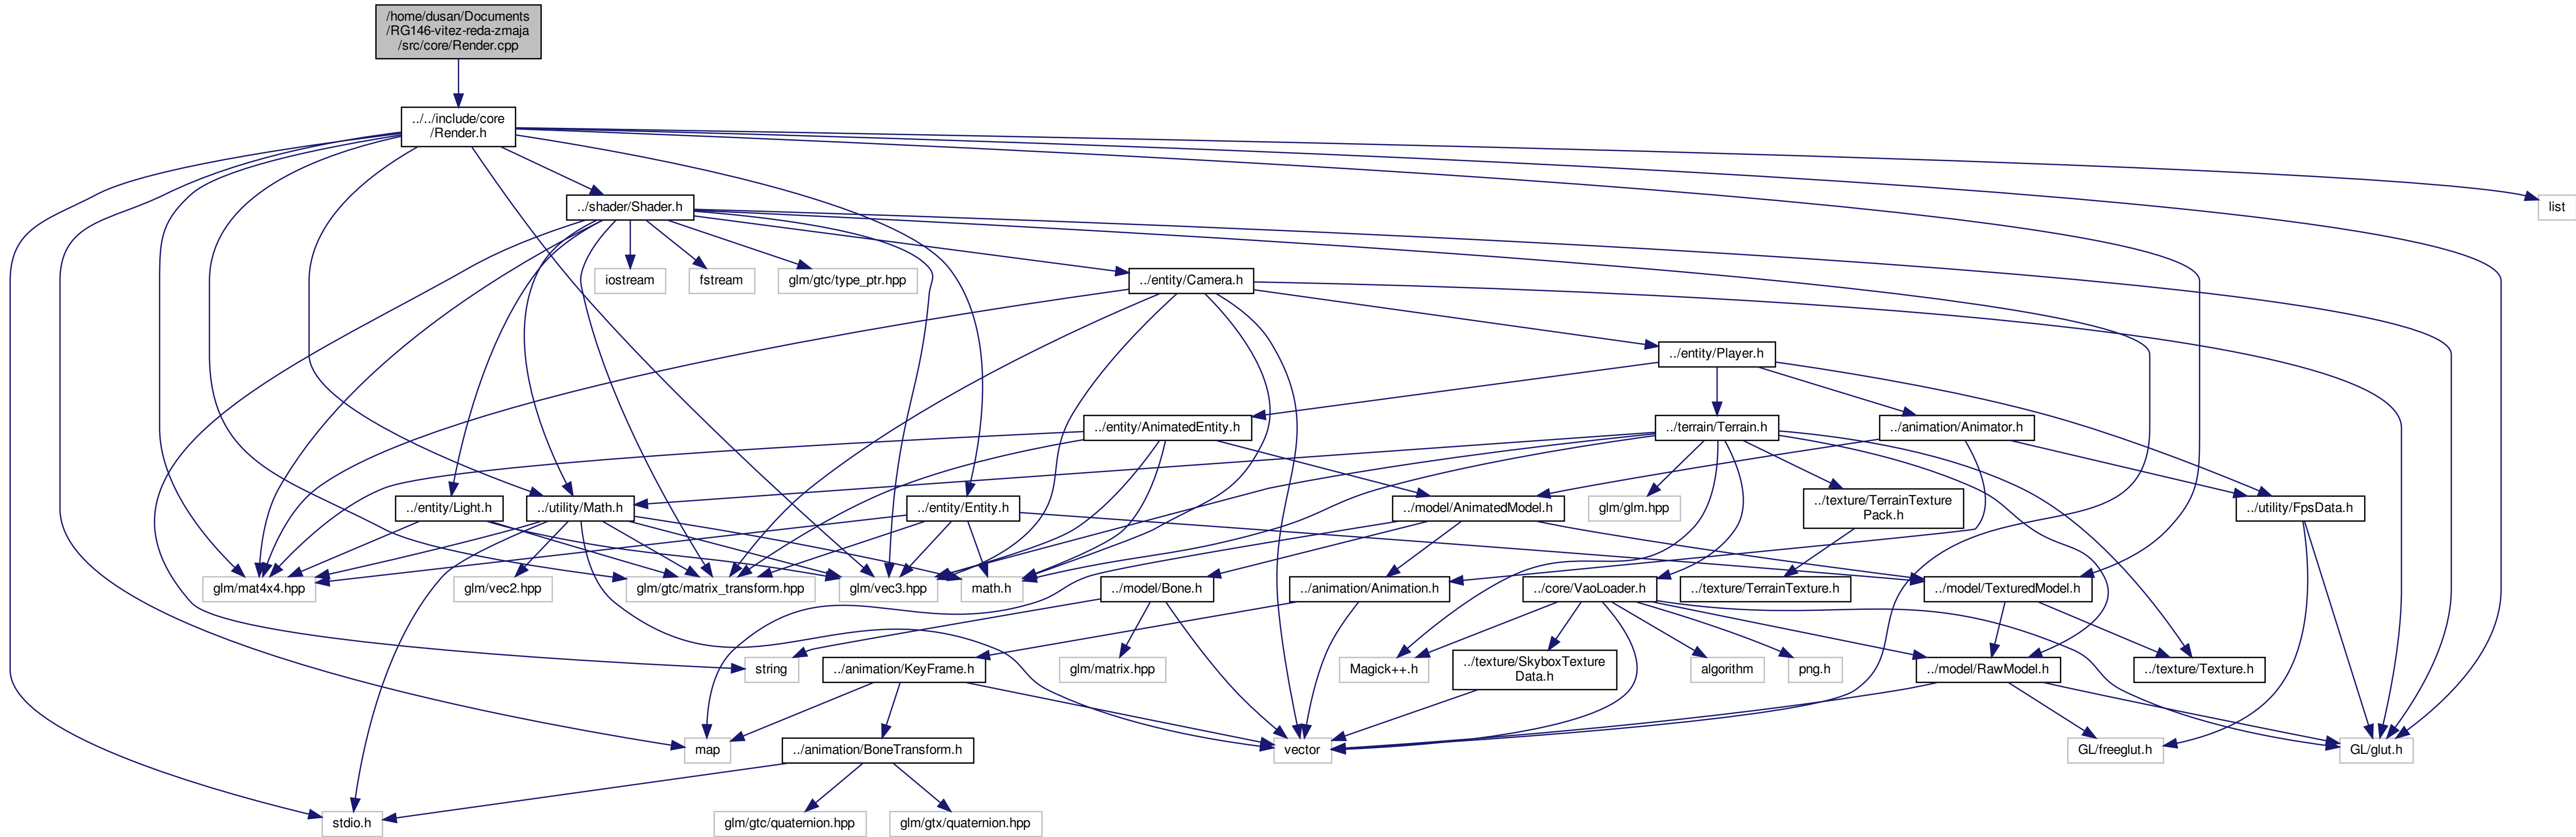 /home/dusan/Documents
/RG146-vitez-reda-zmaja
/src/core/Render.cpp
../../include/core
/Render.h
../shader/Shader.h
list
iostream
fstream
glm/gtc/type_ptr.hpp
../entity/Camera.h
../entity/Player.h
../entity/AnimatedEntity.h
../terrain/Terrain.h
../animation/Animator.h
../entity/Light.h
../utility/Math.h
../entity/Entity.h
../model/AnimatedModel.h
glm/glm.hpp
../texture/TerrainTexture
Pack.h
../utility/FpsData.h
glm/mat4x4.hpp
glm/vec2.hpp
glm/gtc/matrix_transform.hpp
glm/vec3.hpp
math.h
../model/Bone.h
../animation/Animation.h
../core/VaoLoader.h
../texture/TerrainTexture.h
../model/TexturedModel.h
string
../animation/KeyFrame.h
glm/matrix.hpp
Magick++.h
../texture/SkyboxTexture
Data.h
algorithm
png.h
../model/RawModel.h
../texture/Texture.h
map
../animation/BoneTransform.h
vector
GL/freeglut.h
GL/glut.h
stdio.h
glm/gtc/quaternion.hpp
glm/gtx/quaternion.hpp